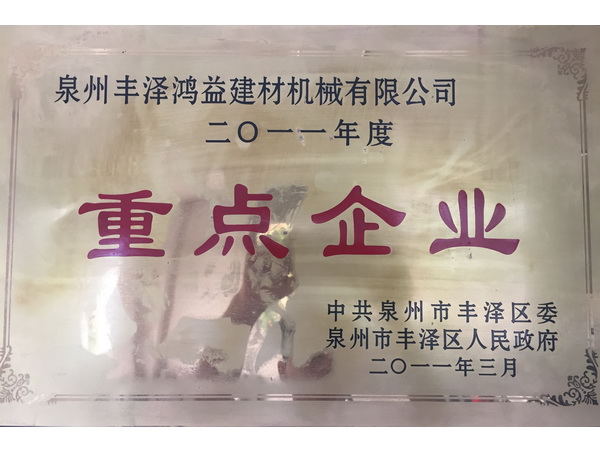 泉州丰泽鸿益建材机械有限公司
二〇一一年度
重点企业
中共泉州市丰泽区委
泉州市丰泽区人民政府
二〇一一年三月